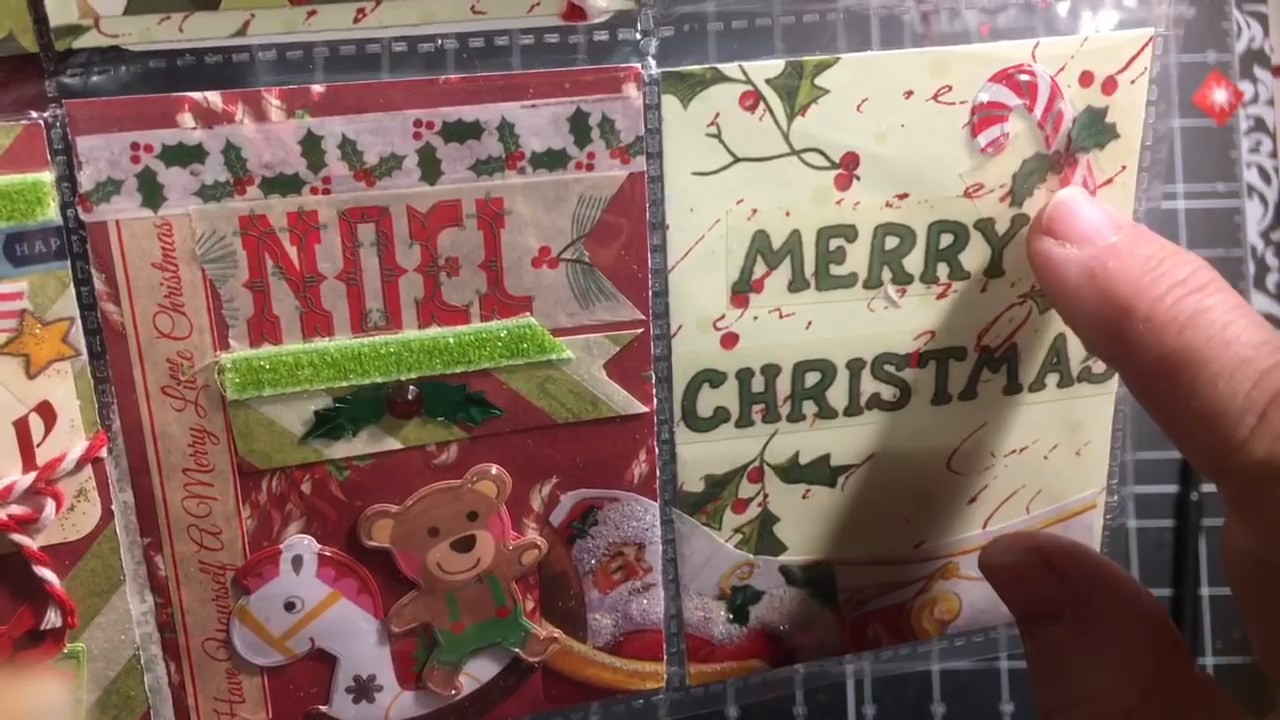 HAP
P
NOEL
Have Yourself A Merry Little Christmas
MERRY
CHRISTMAS